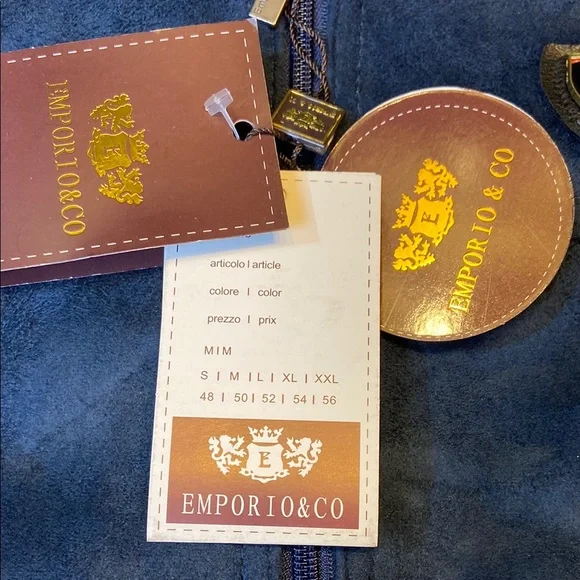 EMPORIO&CO
E
EMPORIO & CO
E
articolo | article
colore | color
prezzo | prix
MIM
S | M | L | XL | XXL
48 | 50 | 52 | 54 | 56
E
EMPORIO&CO